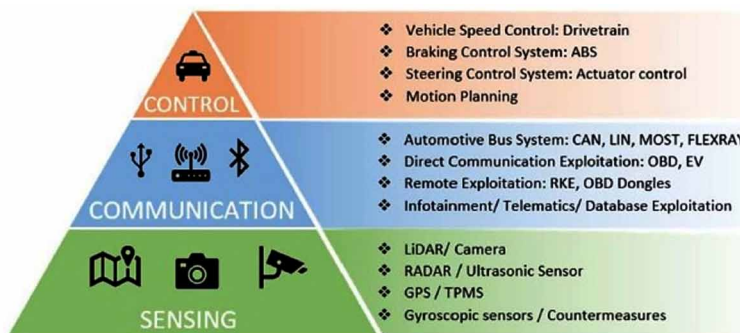 Vehicle Speed Control: Drivetrain
Braking Control System: ABS
Steering Control System: Actuator control
Motion Planning
CONTROL
Automotive Bus System: CAN, LIN, MOST, FLEXRAY
Direct Communication Exploitation: OBD, EV
Remote Exploitation: RKE, OBD Dongles
Infotainment/ Telematics/ Database Exploitation
COMMUNICATION
LiDAR/ Camera
RADAR / Ultrasonic Sensor
GPS / TPMS
Gyroscopic sensors / Countermeasures
SENSING